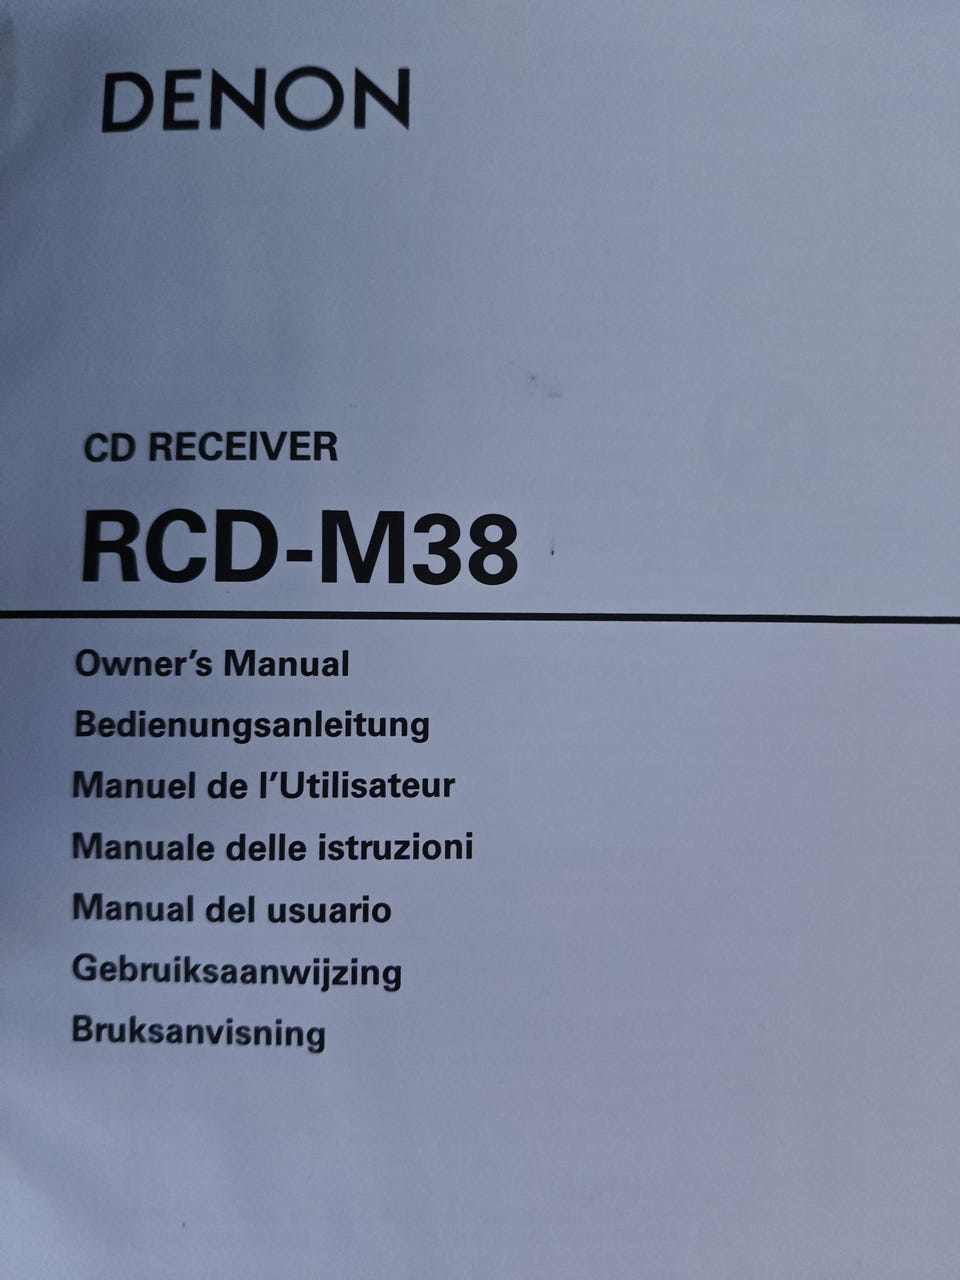 DENON
CD RECEIVER
RCD-M38
Owner’s Manual
Bedienungsanleitung
Manuel de l’Utilisateur
Manuale delle istruzioni
Manual del usuario
Gebruiksaanwijzing
Bruksanvisning